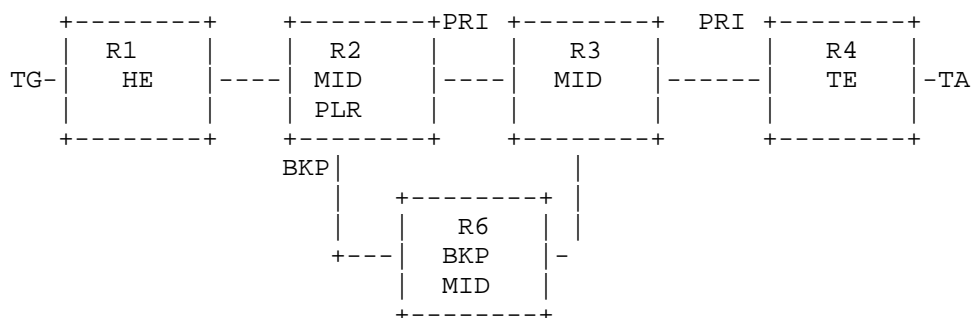 PRI PRI
R1 R2 R3 R4
TG HE MID MID TE TA
PLR
BKP
R6
BKP
MID